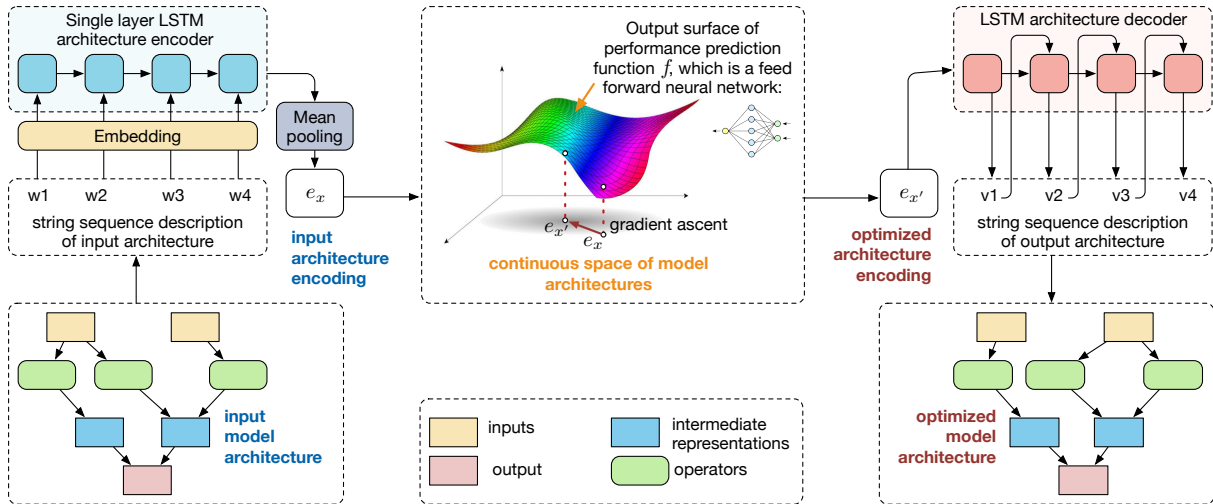 Single layer LSTM
architecture encoder
Embedding
w1 w2 w3 w4
string sequence description
of input architecture
Mean
pooling
e_x
input
architecture
encoding
Output surface of
performance prediction
function f, which is a feed
forward neural network:
gradient ascent
e_{x'}
e_x
continuous space of model
architectures
e_{x'}
optimized
architecture
encoding
LSTM architecture decoder
v1 v2 v3 v4
string sequence description
of output architecture
input
model
architecture
inputs
output
intermediate
representations
operators
optimized
model
architecture